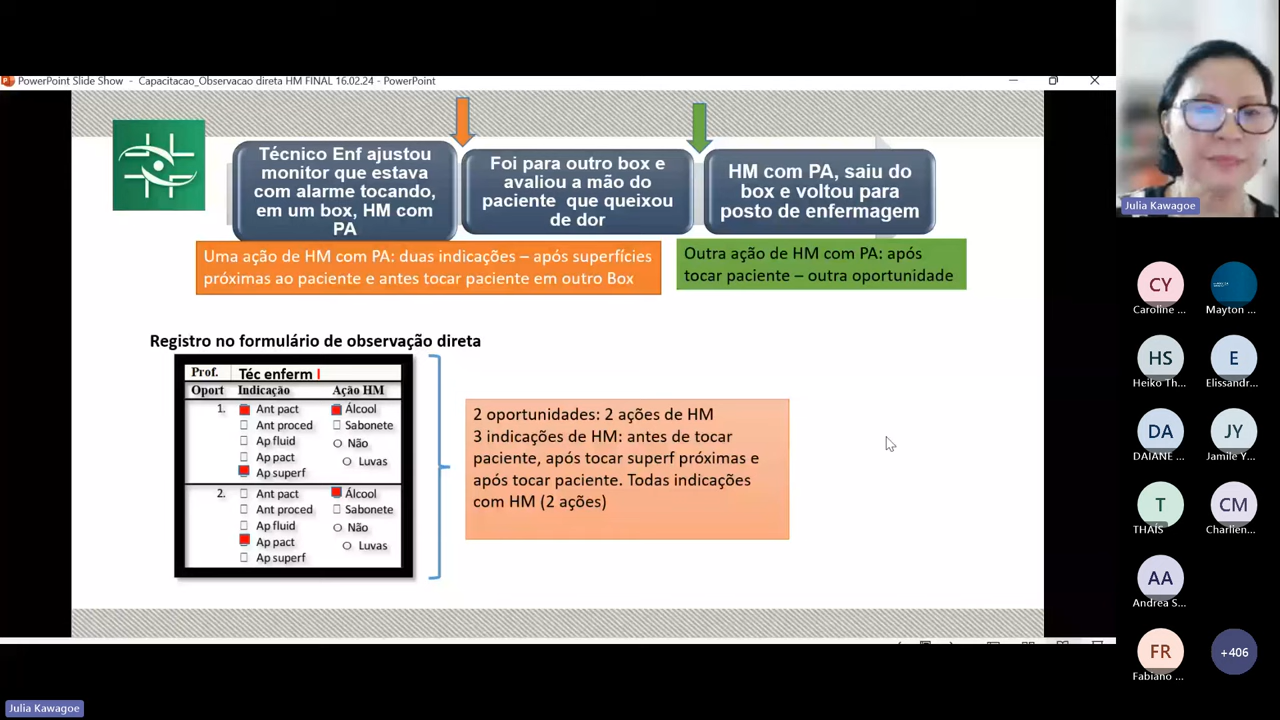 PowerPoint Slide Show - Capacitacao_Observacao direta HM FINAL 16.02.24 - PowerPoint
Técnico Enf ajustou
monitor que estava
com alarme tocando,
em um box, HM com
PA
Foi para outro box e
avaliou a mão do
paciente que queixou
de dor
HM com PA, saiu do
box e voltou para
posto de enfermagem
Uma ação de HM com PA: duas indicações – após superfícies
próximas ao paciente e antes tocar paciente em outro Box
Outra ação de HM com PA: após
tocar paciente – outra oportunidade
Registro no formulário de observação direta
Prof. Téc enferm I
Oport Indicação Ação HM
1. Ant pact Álcool
Ant proced Sabonete
Ap fluid Não
Ap pact Luvas
Ap superf
2. Ant pact Álcool
Ant proced Sabonete
Ap fluid Não
Ap pact Luvas
Ap superf
2 oportunidades: 2 ações de HM
3 indicações de HM: antes de tocar
paciente, após tocar superf próximas e
após tocar paciente. Todas indicações
com HM (2 ações)
Julia Kawagoe
CY
Caroline ...
Mayton ...
HS
Heiko Th...
E
Elissandr...
DA
DAIANE ...
JY
Jamile Y...
T
THAÍS
CM
Charlien...
AA
Andrea S...
FR
Fabiano ...
+406
Julia Kawagoe